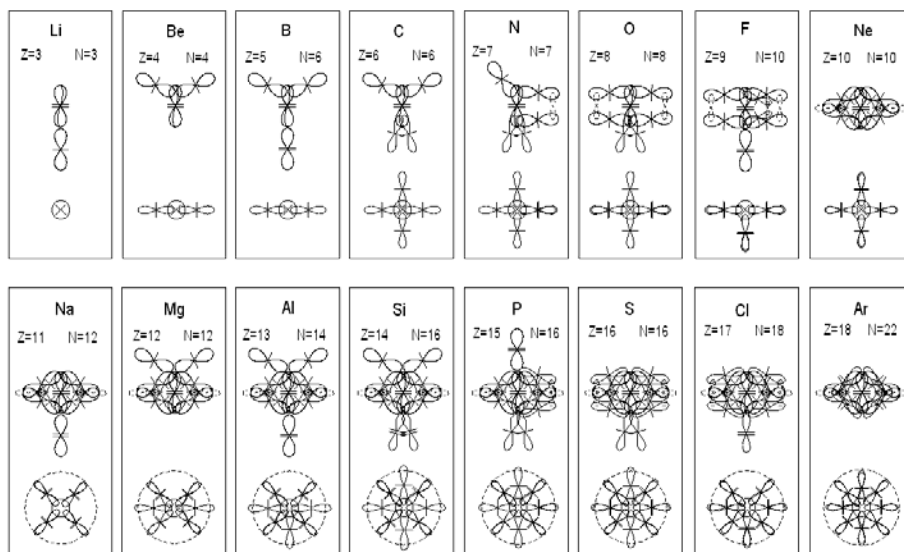 Li Be B C N O F Ne
Z=3 N=3 Z=4 N=4 Z=5 N=6 Z=6 N=6 Z=7 N=7 Z=8 N=8 Z=9 N=10 Z=10 N=10
Na Mg Al Si P S Cl Ar
Z=11 N=12 Z=12 N=12 Z=13 N=14 Z=14 N=16 Z=15 N=16 Z=16 N=16 Z=17 N=18 Z=18 N=22